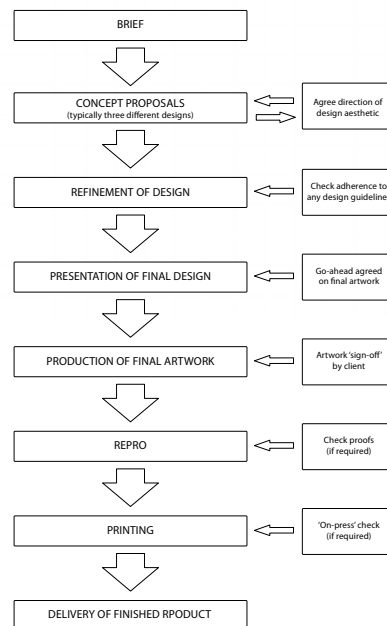 BRIEF
CONCEPT PROPOSALS
(typically three different designs)
Agree direction of
design aesthetic
REFINEMENT OF DESIGN
Check adherence to
any design guideline
PRESENTATION OF FINAL DESIGN
Go-ahead agreed
on final artwork
PRODUCTION OF FINAL ARTWORK
Artwork ‘sign-off’
by client
REPRO
Check proofs
(if required)
PRINTING
‘On-press’ check
(if required)
DELIVERY OF FINISHED RPODUCT